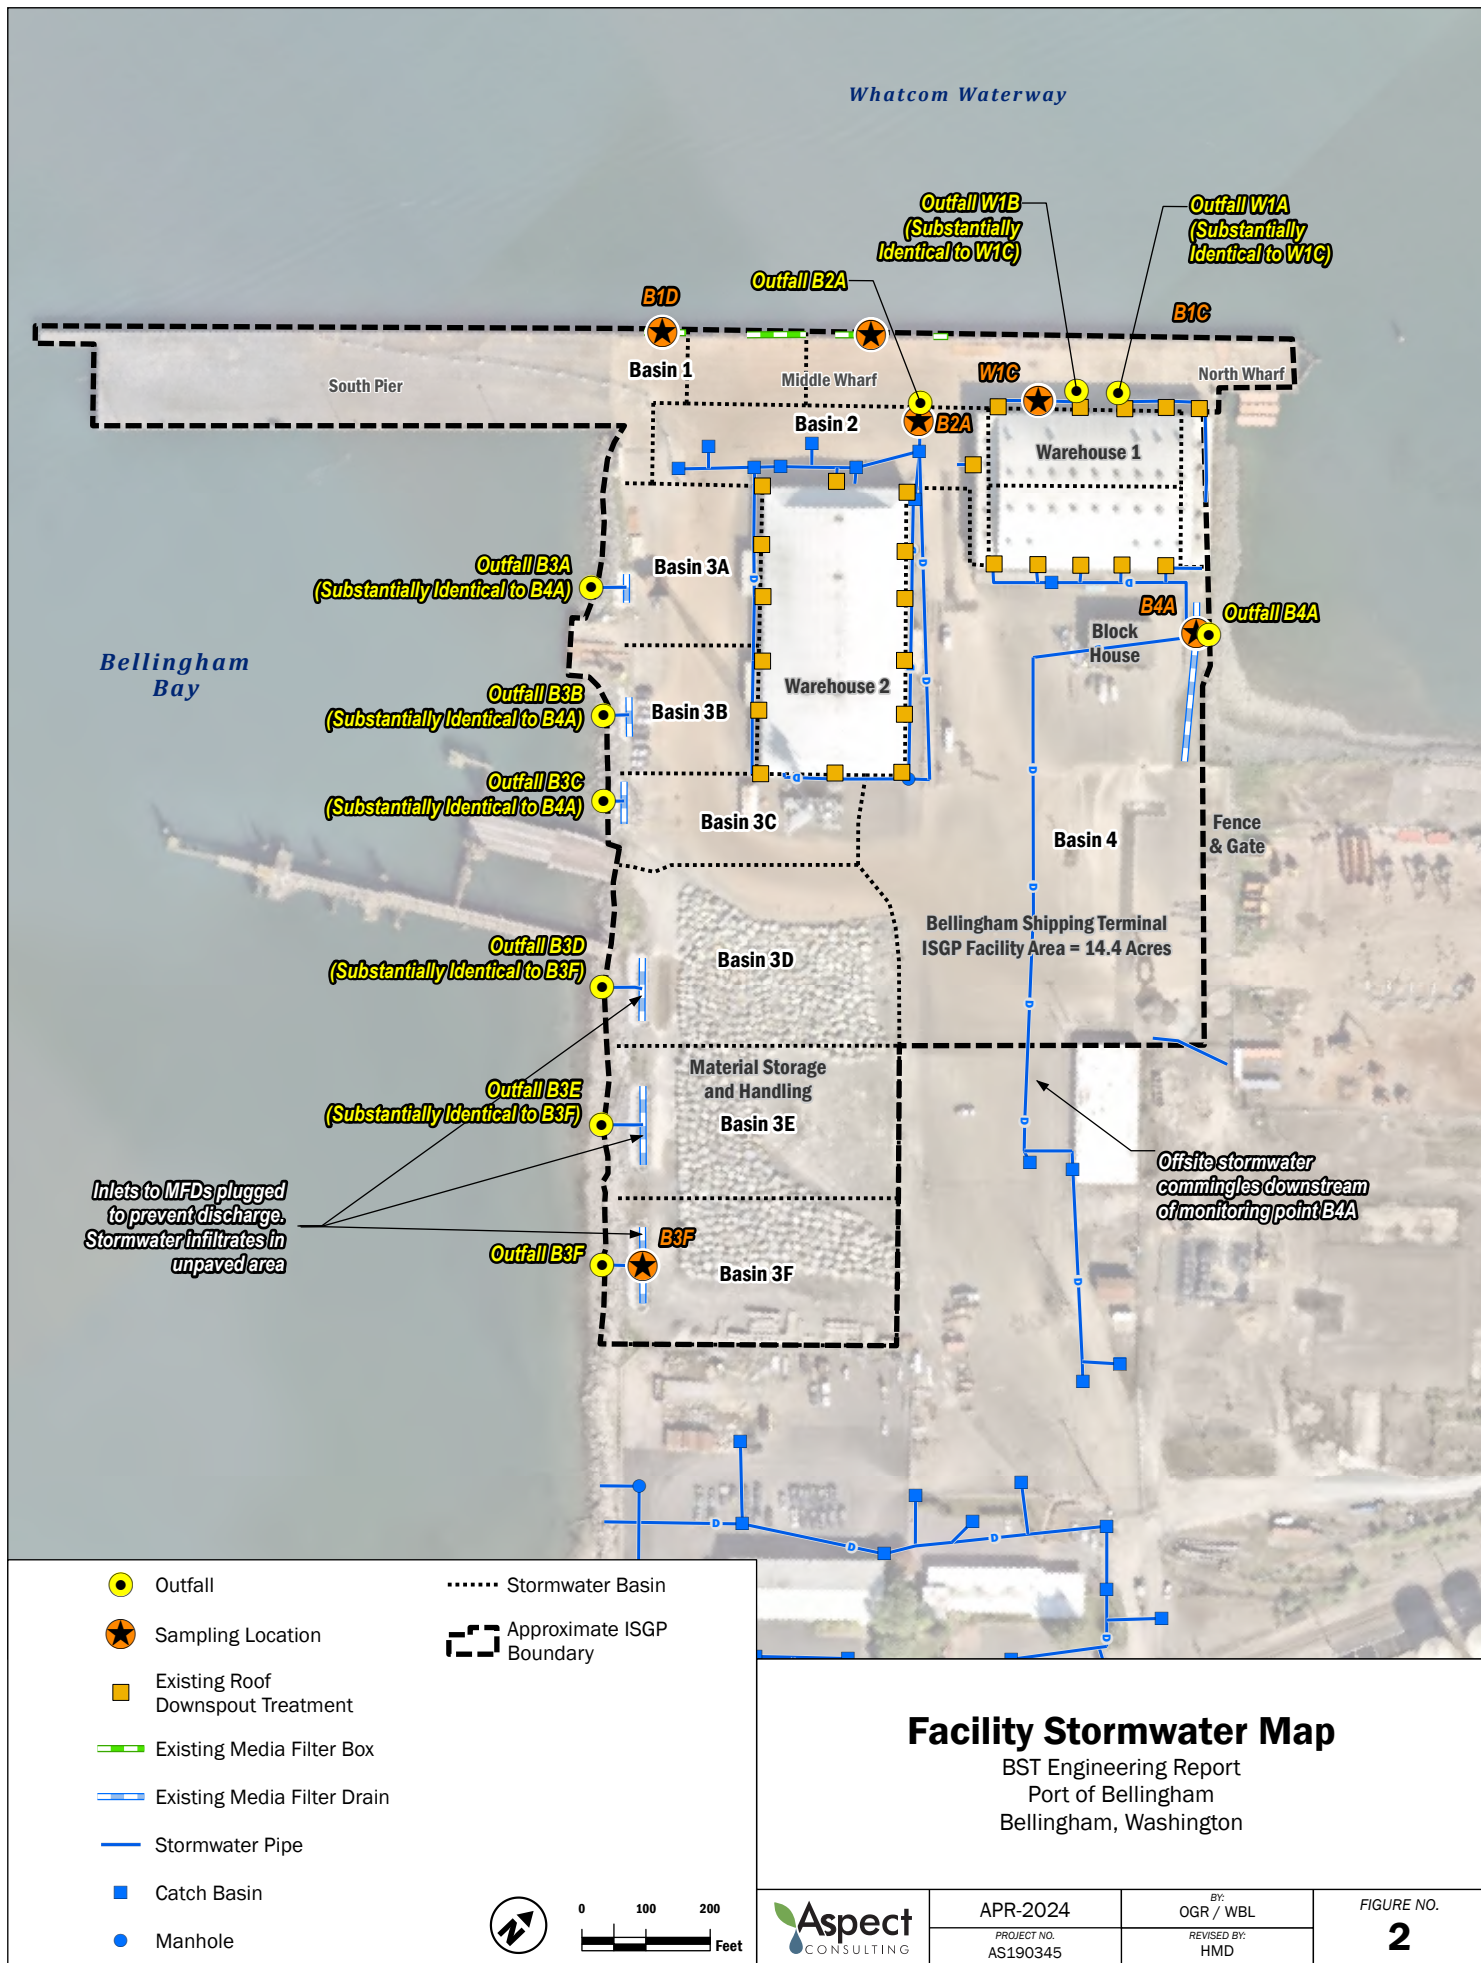 Whatcom Waterway
Outfall W1B
(Substantially
Identical to W1C)
Outfall W1A
(Substantially
Identical to W1C)
Outfall B2A
B1D
B1C
Basin 1
South Pier
Middle Wharf
W1C
North Wharf
Basin 2
B2A
Warehouse 1
Outfall B3A
(Substantially Identical to B4A)
Basin 3A
D
D
D
B4A
Outfall B4A
Block
House
Bellingham
Bay
Warehouse 2
D
Outfall B3B
(Substantially Identical to B4A)
Basin 3B
D
D
Outfall B3C
(Substantially Identical to B4A)
Basin 3C
Fence
& Gate
Basin 4
D
Bellingham Shipping Terminal
ISGP Facility Area = 14.4 Acres
Outfall B3D
(Substantially Identical to B3F)
Basin 3D
D
Material Storage
and Handling
Outfall B3E
(Substantially Identical to B3F)
Basin 3E
D
Offsite stormwater
commingles downstream
of monitoring point B4A
Inlets to MFDs plugged
to prevent discharge.
Stormwater infiltrates in
unpaved area
B3F
Outfall B3F
Basin 3F
D
D
D
D
D
Outfall
Sampling Location
Existing Roof
Downspout Treatment
Existing Media Filter Box
Existing Media Filter Drain
Stormwater Pipe
Catch Basin
Manhole
Stormwater Basin
Approximate ISGP
Boundary
N
0 100 200
Feet
Facility Stormwater Map
BST Engineering Report
Port of Bellingham
Bellingham, Washington
Aspect
CONSULTING
APR-2024
PROJECT NO.
AS190345
BY:
OGR / WBL
REVISED BY:
HMD
FIGURE NO.
2